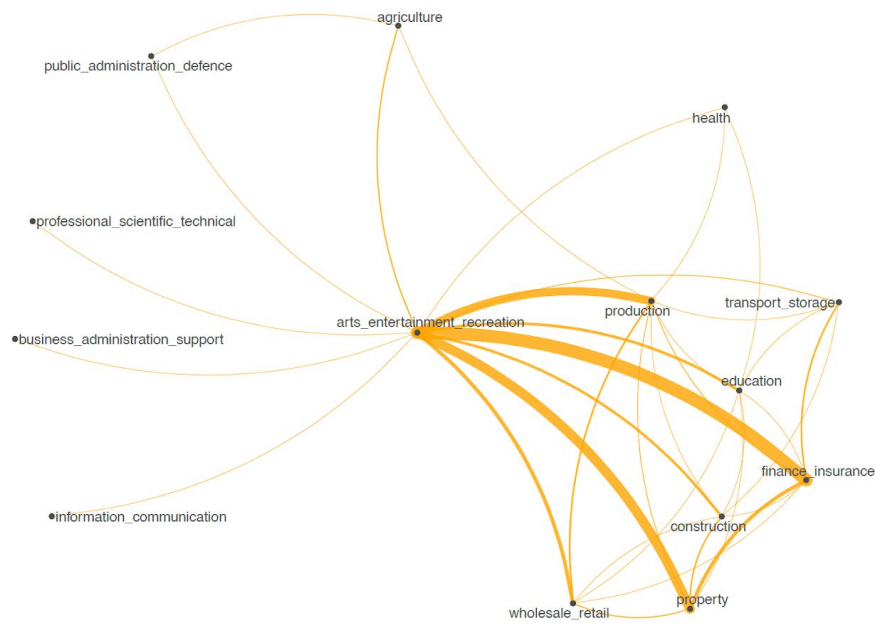 agriculture
public_administration_defence
health
professional_scientific_technical
transport_storage
production
arts_entertainment_recreation
business_administration_support
education
finance_insurance
information_communication
construction
property
wholesale_retail